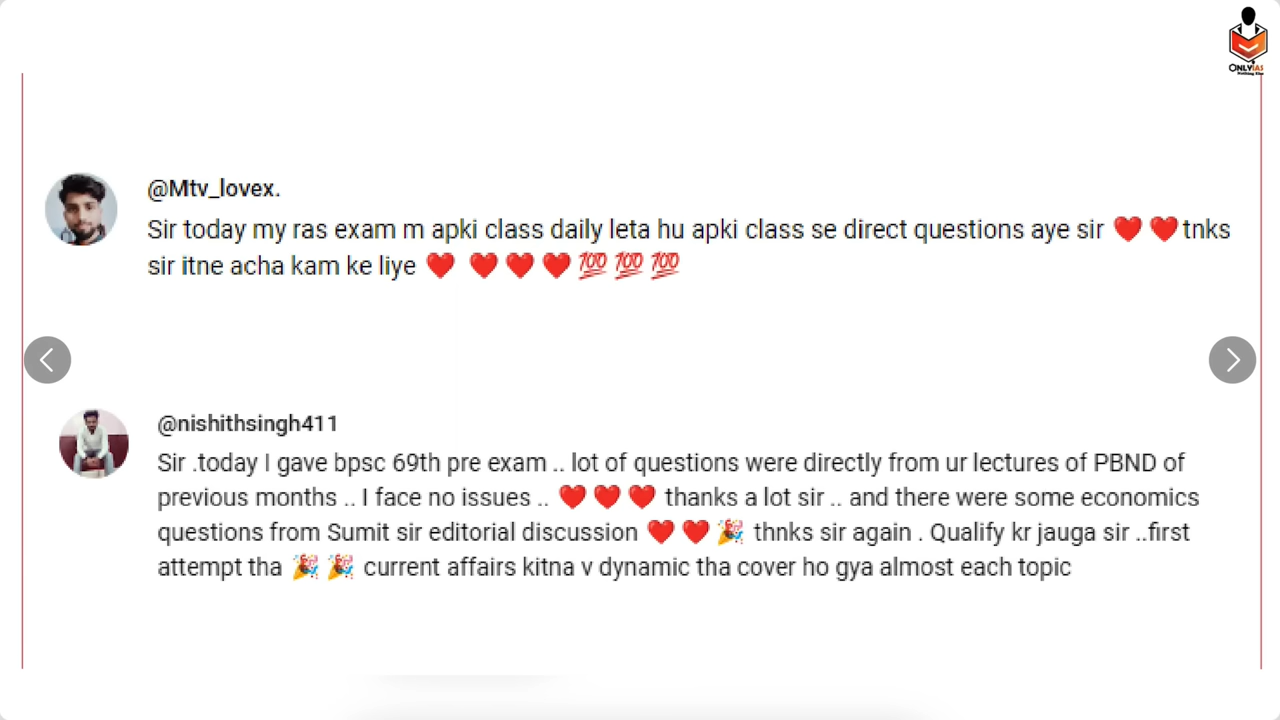 ONLYIAS
Nothing Else
@Mtv_lovex.
Sir today my ras exam m apki class daily leta hu apki class se direct questions aye sir ❤️ ❤️tnks
sir itne acha kam ke liye ❤️ ❤️ ❤️ ❤️💯 💯 💯
@nishithsingh411
Sir .today I gave bpsc 69th pre exam .. lot of questions were directly from ur lectures of PBND of
previous months .. I face no issues .. ❤️ ❤️ ❤️ thanks a lot sir .. and there were some economics
questions from Sumit sir editorial discussion ❤️ ❤️ 🎉 thnks sir again . Qualify kr jauga sir ..first
attempt tha 🎉 🎉 current affairs kitna v dynamic tha cover ho gya almost each topic